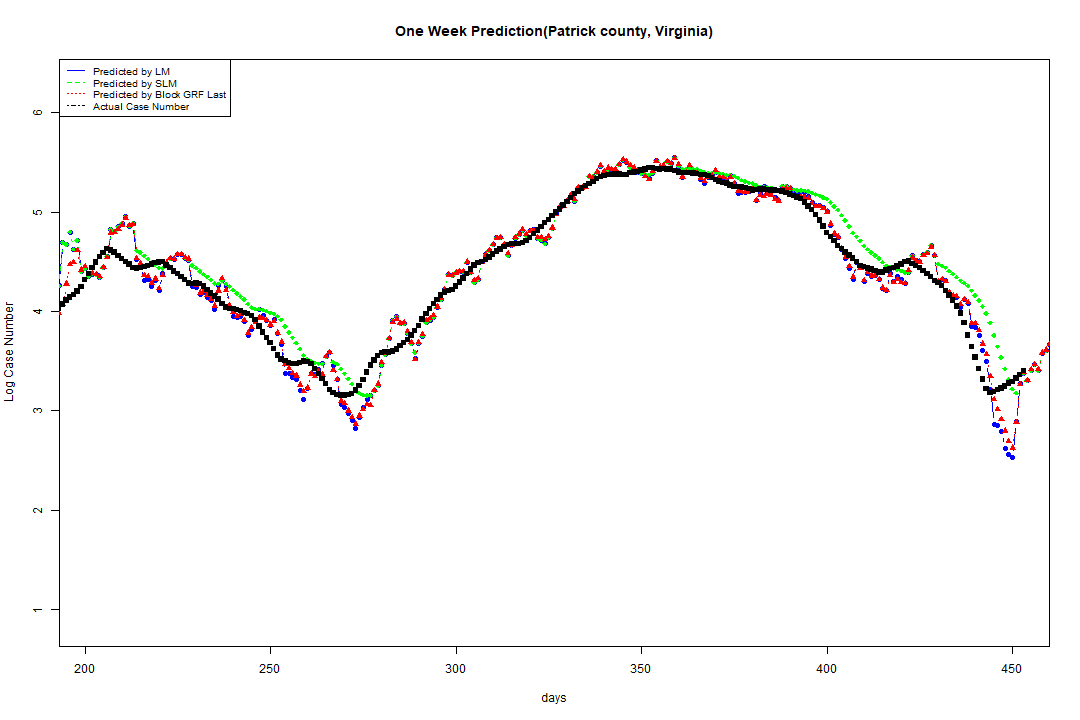 One Week Prediction(Patrick county, Virginia)
Predicted by LM
Predicted by SLM
Predicted by Block GRF Last
Actual Case Number
6
5
4
3
2
1
Log Case Number
200 250 300 350 400 450
days